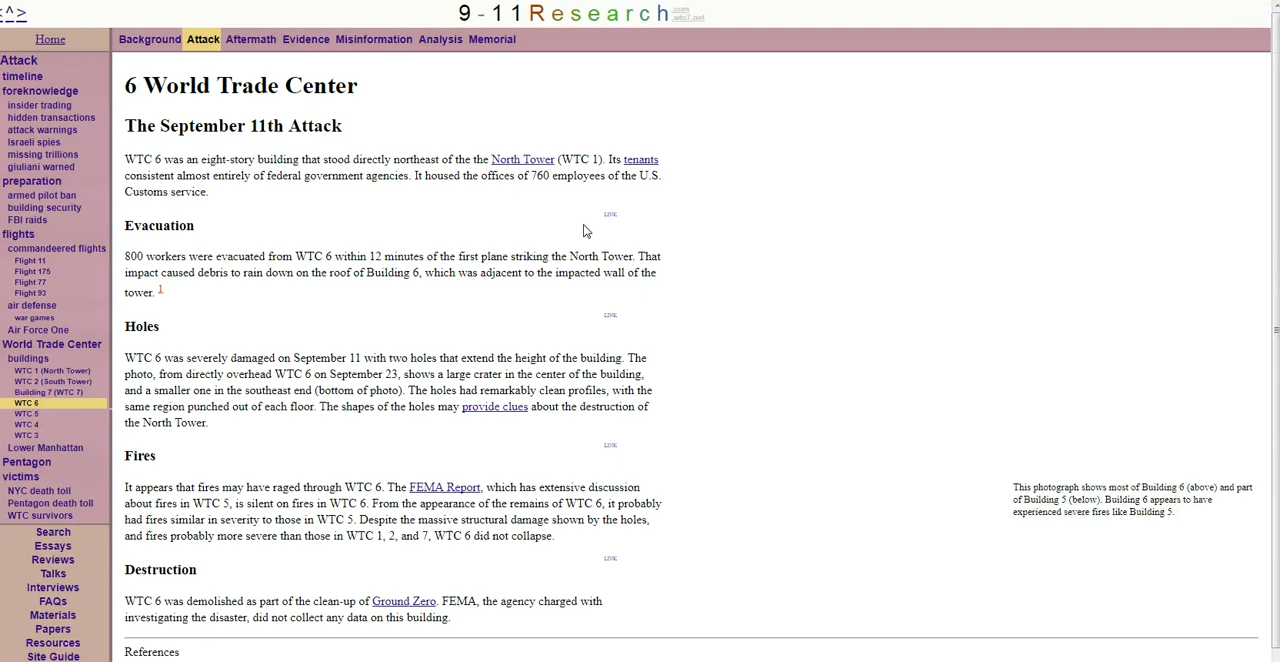 <^>
9-11Research .com .wtc7.net
Home
Background Attack Aftermath Evidence Misinformation Analysis Memorial
Attack
timeline
foreknowledge
insider trading
hidden transactions
attack warnings
Israeli spies
missing trillions
giuliani warned
preparation
armed pilot ban
building security
FBI raids
flights
commandeered flights
Flight 11
Flight 175
Flight 77
Flight 93
air defense
war games
Air Force One
World Trade Center
buildings
WTC 1 (North Tower)
WTC 2 (South Tower)
Building 7 (WTC 7)
WTC 6
WTC 5
WTC 4
WTC 3
Lower Manhattan
Pentagon
victims
NYC death toll
Pentagon death toll
WTC survivors
Search
Essays
Reviews
Talks
Interviews
FAQs
Materials
Papers
Resources
Site Guide
6 World Trade Center
The September 11th Attack
WTC 6 was an eight-story building that stood directly northeast of the the North Tower (WTC 1). Its tenants
consistent almost entirely of federal government agencies. It housed the offices of 760 employees of the U.S.
Customs service.
LINK
Evacuation
800 workers were evacuated from WTC 6 within 12 minutes of the first plane striking the North Tower. That
impact caused debris to rain down on the roof of Building 6, which was adjacent to the impacted wall of the
tower. 1
LINK
Holes
WTC 6 was severely damaged on September 11 with two holes that extend the height of the building. The
photo, from directly overhead WTC 6 on September 23, shows a large crater in the center of the building,
and a smaller one in the southeast end (bottom of photo). The holes had remarkably clean profiles, with the
same region punched out of each floor. The shapes of the holes may provide clues about the destruction of
the North Tower.
LINK
Fires
It appears that fires may have raged through WTC 6. The FEMA Report, which has extensive discussion
about fires in WTC 5, is silent on fires in WTC 6. From the appearance of the remains of WTC 6, it probably
had fires similar in severity to those in WTC 5. Despite the massive structural damage shown by the holes,
and fires probably more severe than those in WTC 1, 2, and 7, WTC 6 did not collapse.
This photograph shows most of Building 6 (above) and part
of Building 5 (below). Building 6 appears to have
experienced severe fires like Building 5.
LINK
Destruction
WTC 6 was demolished as part of the clean-up of Ground Zero. FEMA, the agency charged with
investigating the disaster, did not collect any data on this building.
References